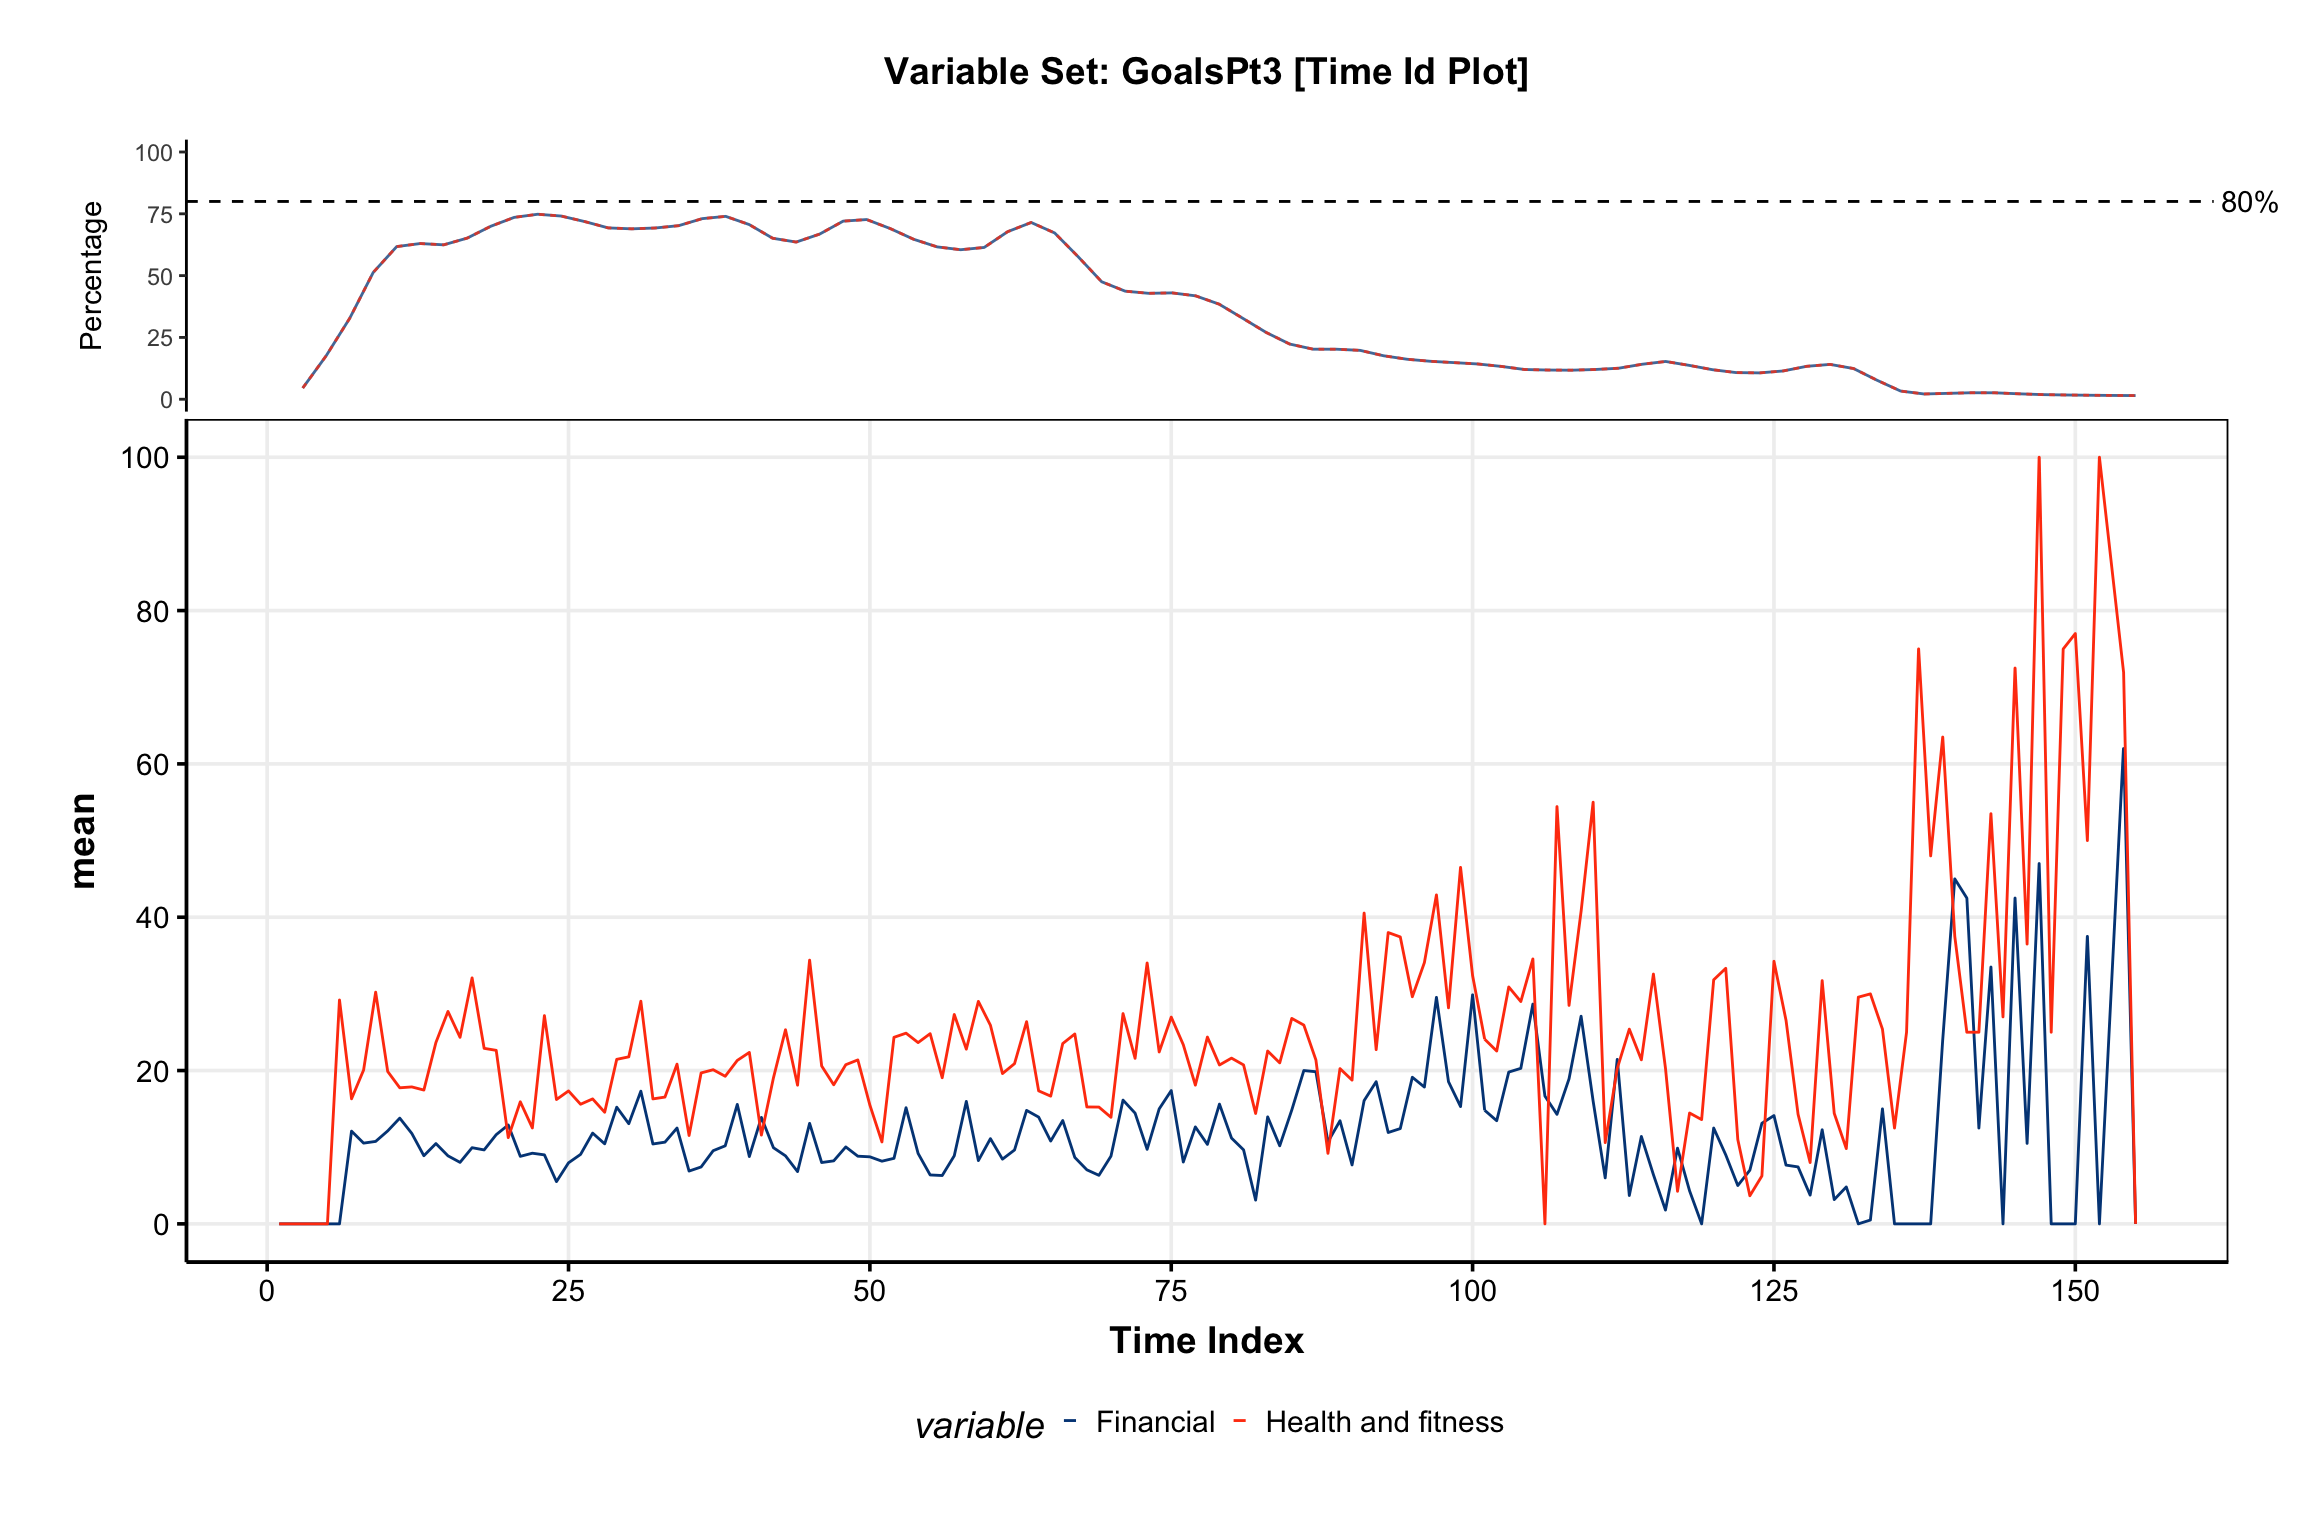 Variable Set: GoalsPt3 [Time Id Plot]
Percentage
100
75
50
25
0
80%
mean
100
80
60
40
20
0
0 25 50 75 100 125 150
Time Index
variable Financial Health and fitness